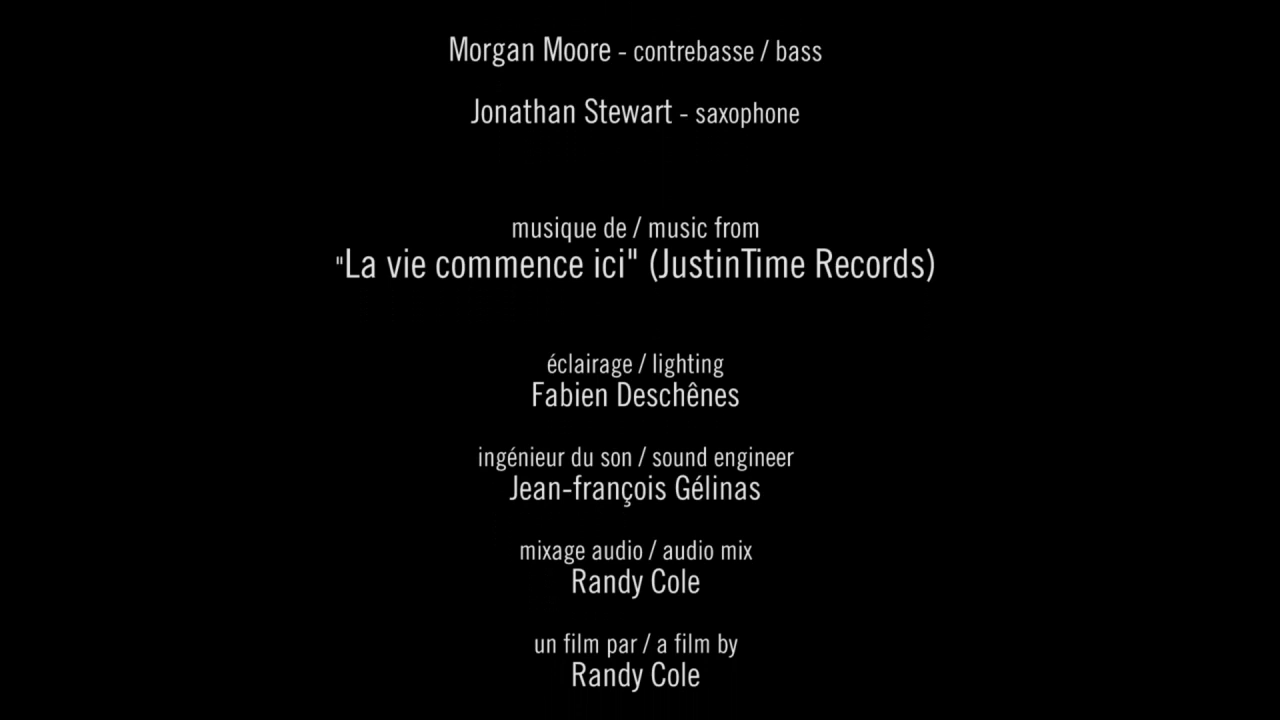 Morgan Moore - contrebasse / bass
Jonathan Stewart - saxophone
musique de / music from
"La vie commence ici" (JustinTime Records)
éclairage / lighting
Fabien Deschênes
ingénieur du son / sound engineer
Jean-françois Gélinas
mixage audio / audio mix
Randy Cole
un film par / a film by
Randy Cole